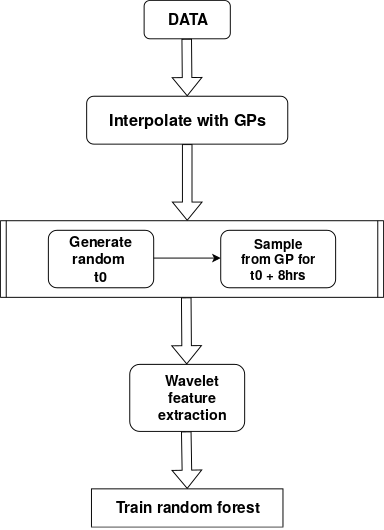 DATA
Interpolate with GPs
Generate
random
t0
Sample
from GP for
t0 + 8hrs
Wavelet
feature
extraction
Train random forest